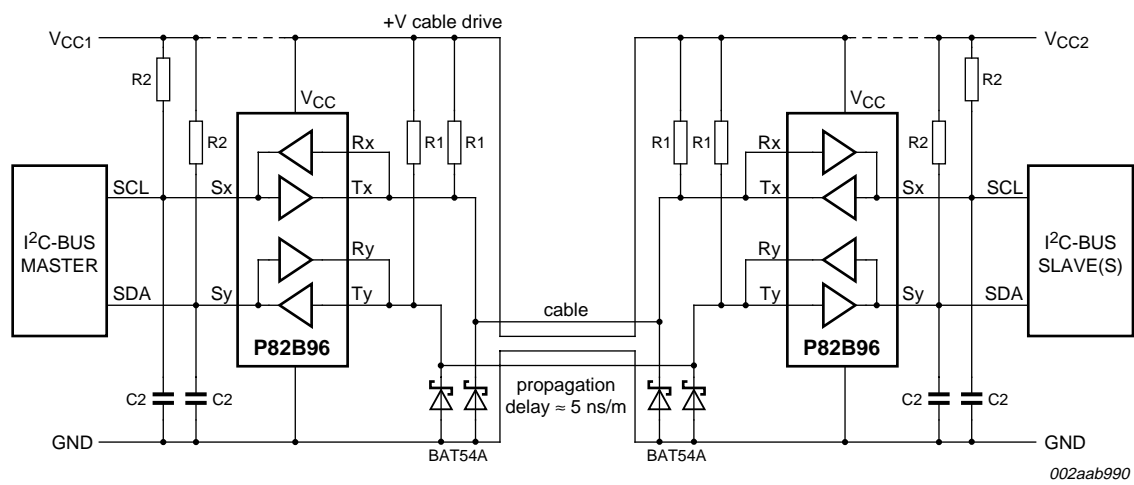 +V cable drive
VCC1
VCC2
R2
R2
VCC
R1
R1
Rx
Tx
Ry
Ty
SCL
Sx
SDA
Sy
I2C-BUS
MASTER
P82B96
C2
C2
GND
BAT54A
cable
propagation
delay ≈ 5 ns/m
R1
R1
VCC
R2
R2
Rx
Tx
Ry
Ty
Sx
SCL
Sy
SDA
I2C-BUS
SLAVE(S)
P82B96
C2
C2
GND
BAT54A
002aab990